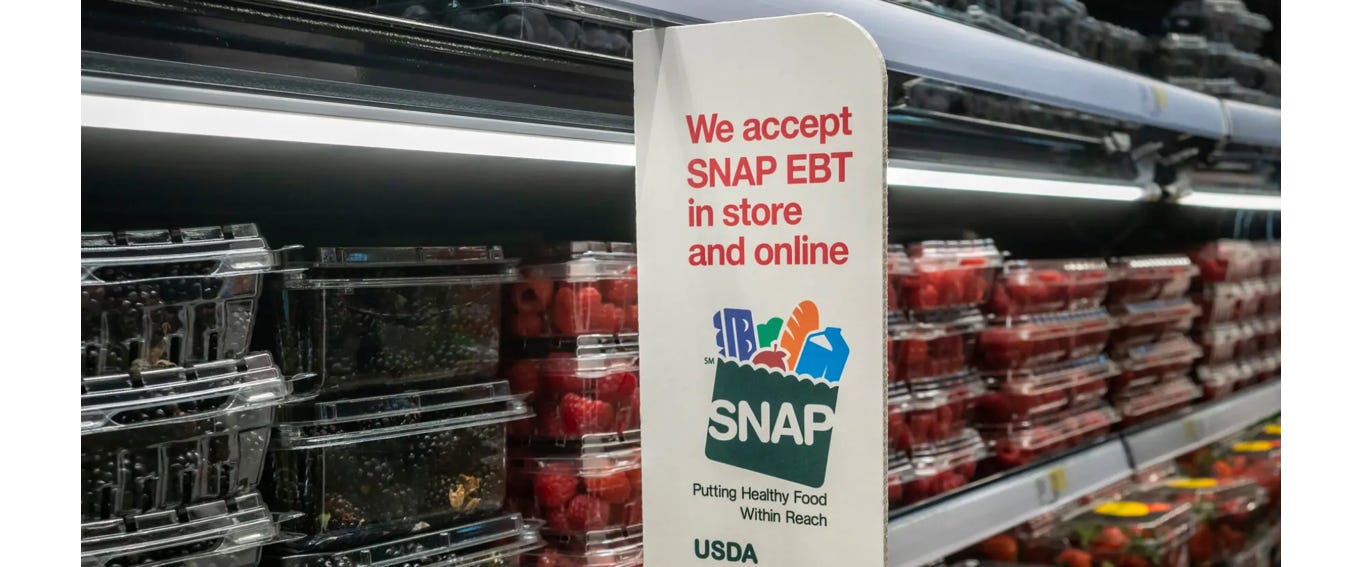 We accept
SNAP EBT
in store
and online
SM
SNAP
Putting Healthy Food
Within Reach
USDA